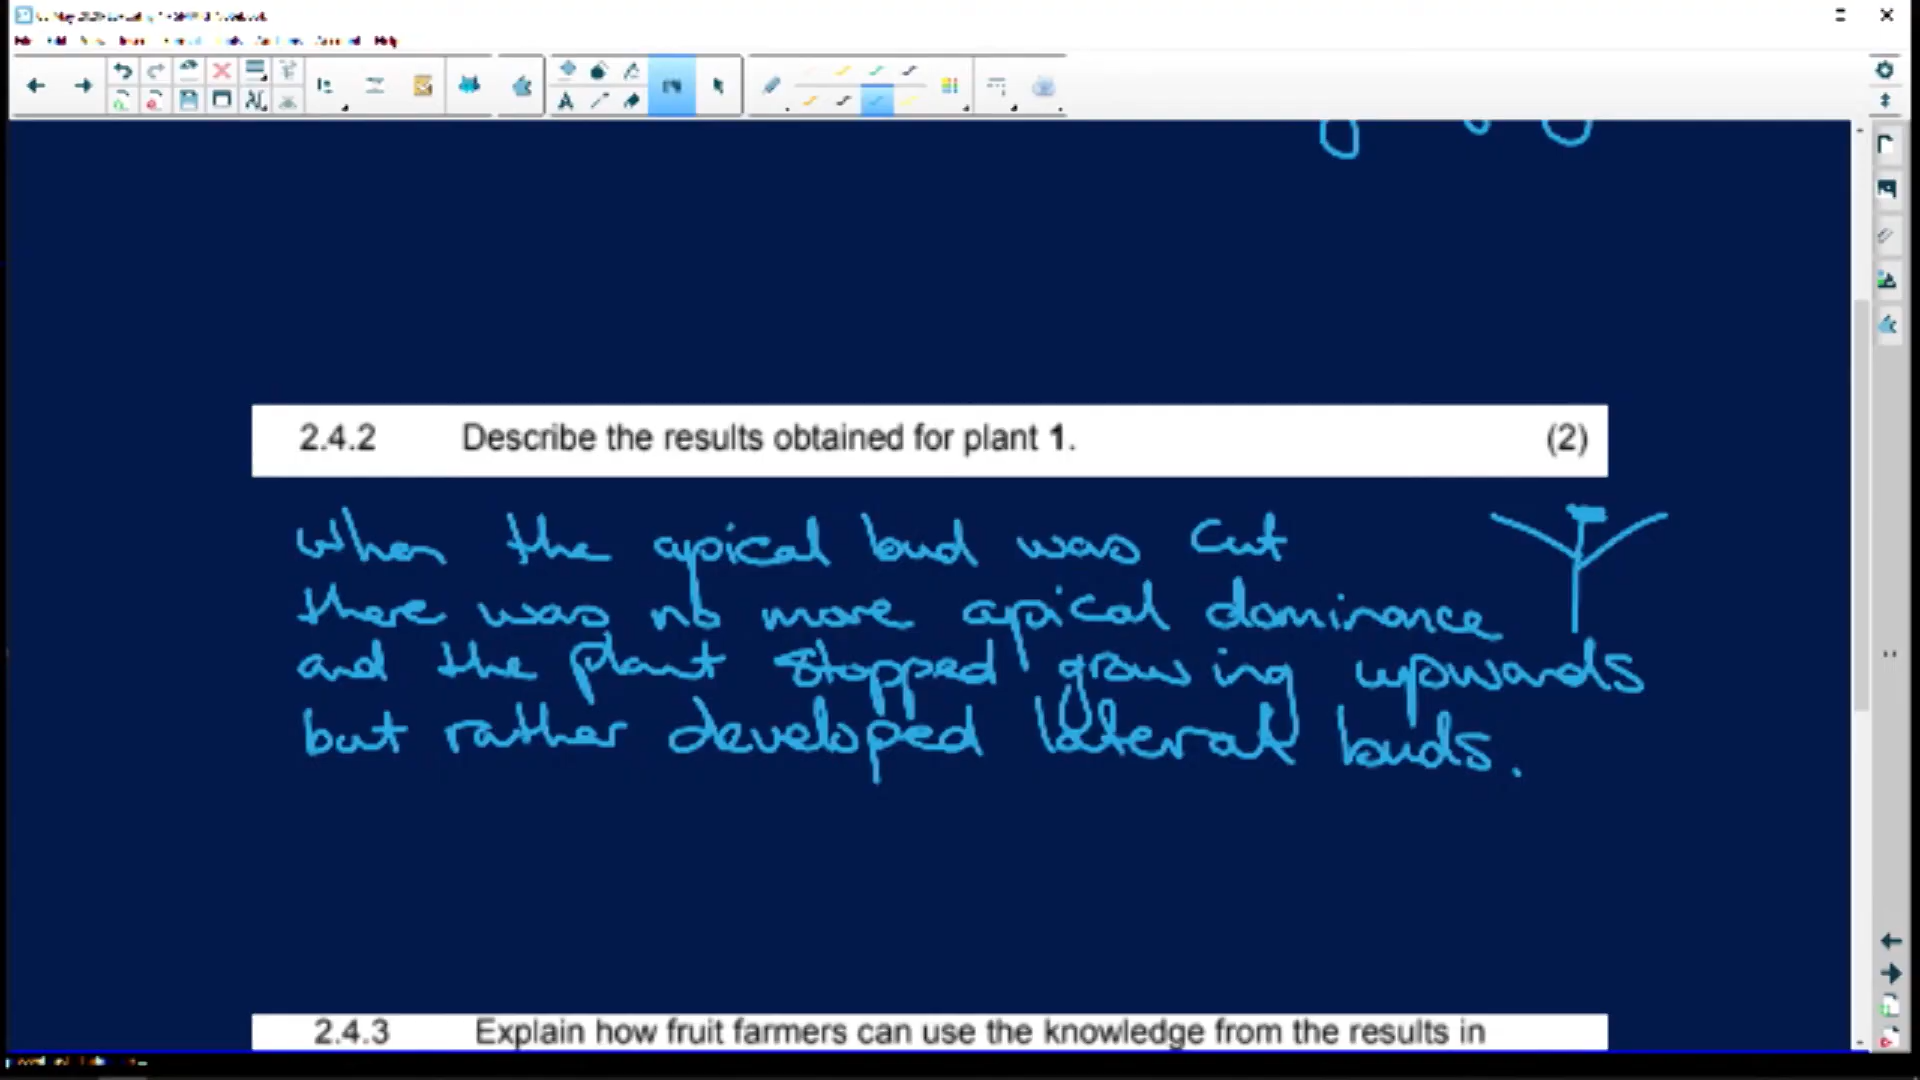 Help
2.4.2 Describe the results obtained for plant 1. (2)
when the apical bud was cut
there was no more apical dominance
and the plant stopped growing upwards
but rather developed lateral buds.
2.4.3 Explain how fruit farmers can use the knowledge from the results in